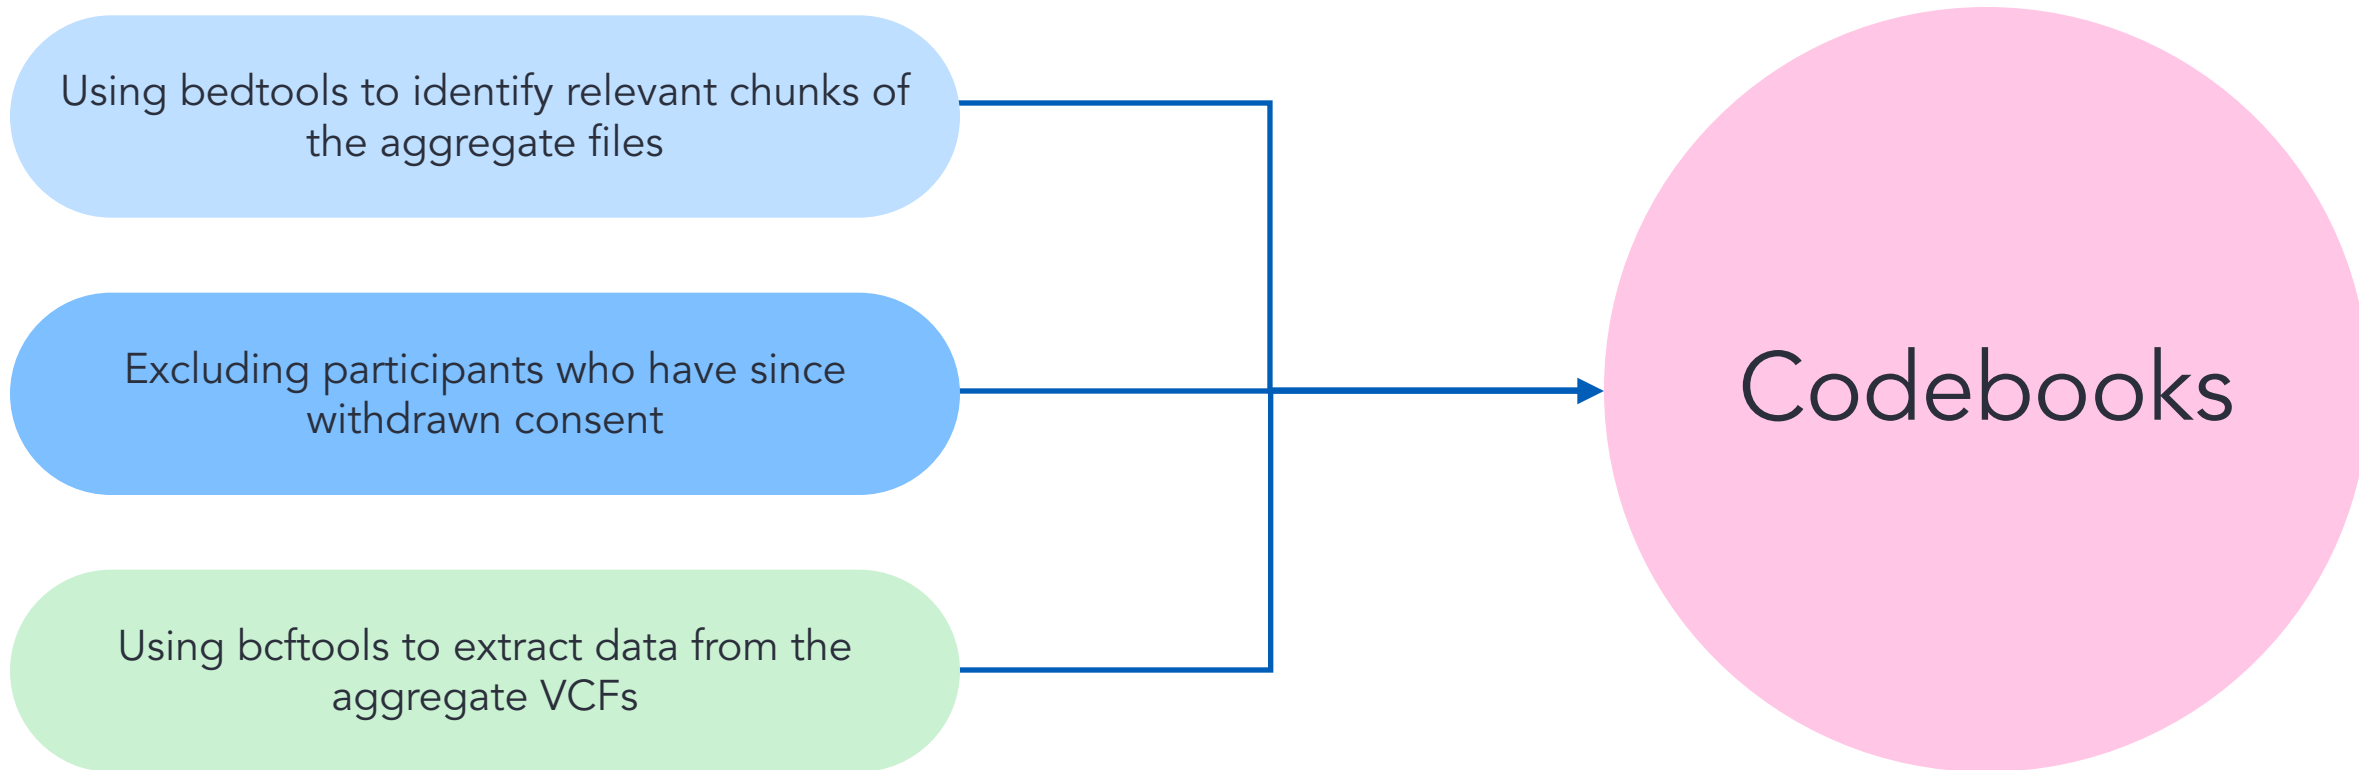 Using bedtools to identify relevant chunks of
the aggregate files
Excluding participants who have since
withdrawn consent
Using bcftools to extract data from the
aggregate VCFs
Codebooks